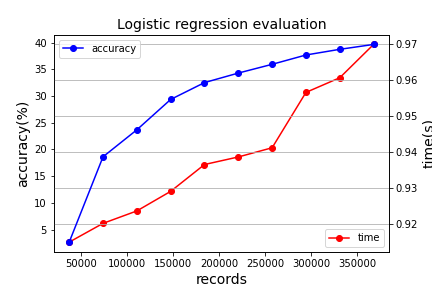 Logistic regression evaluation
accuracy
time
accuracy(%)
40
35
30
25
20
15
10
5
0.97
0.96
0.95
0.94
0.93
0.92
time(s)
50000 100000 150000 200000 250000 300000 350000
records